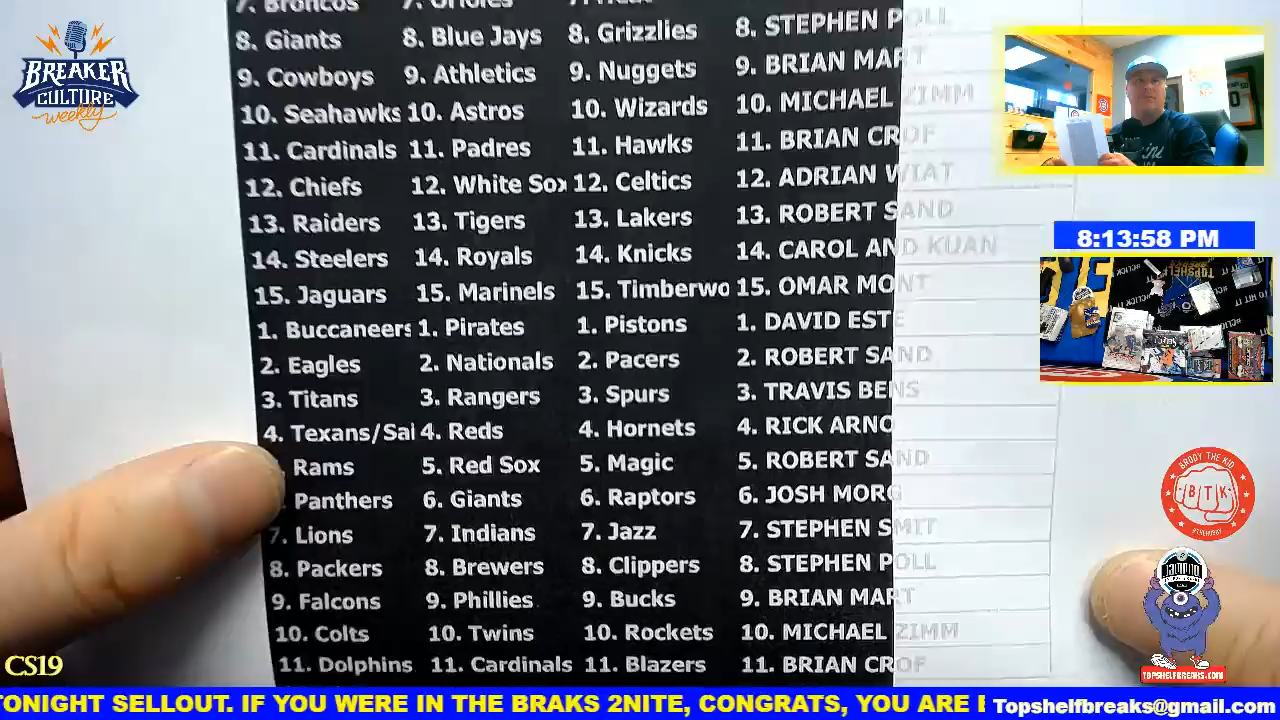 7. Broncos 7. Orioles
8. Giants 8. Blue Jays 8. Grizzlies 8. STEPHEN POLL
9. Cowboys 9. Athletics 9. Nuggets 9. BRIAN MART
10. Seahawks 10. Astros 10. Wizards 10. MICHAEL ZIMM
11. Cardinals 11. Padres 11. Hawks 11. BRIAN CROF
12. Chiefs 12. White Sox 12. Celtics 12. ADRIAN WIAT
13. Raiders 13. Tigers 13. Lakers 13. ROBERT SAND
14. Steelers 14. Royals 14. Knicks 14. CAROL AND KUAN
15. Jaguars 15. Marinels 15. Timberwo 15. OMAR MONT
1. Buccaneers 1. Pirates 1. Pistons 1. DAVID ESTE
2. Eagles 2. Nationals 2. Pacers 2. ROBERT SAND
3. Titans 3. Rangers 3. Spurs 3. TRAVIS BENS
4. Texans/Sai 4. Reds 4. Hornets 4. RICK ARNO
Rams 5. Red Sox 5. Magic 5. ROBERT SAND
Panthers 6. Giants 6. Raptors 6. JOSH MORG
7. Lions 7. Indians 7. Jazz 7. STEPHEN SMIT
8. Packers 8. Brewers 8. Clippers 8. STEPHEN POLL
9. Falcons 9. Phillies 9. Bucks 9. BRIAN MART
10. Colts 10. Twins 10. Rockets 10. MICHAEL ZIMM
11. Dolphins 11. Cardinals 11. Blazers 11. BRIAN CROF
BREAKER
CULTURE
weekly
8:13:58 PM
BRODY THE KID
BTK
TOPSHELFBREAKS.COM
CS19
TONIGHT SELLOUT. IF YOU WERE IN THE BRAKS 2NITE, CONGRATS, YOU ARE
Topshelfbreaks@gmail.com